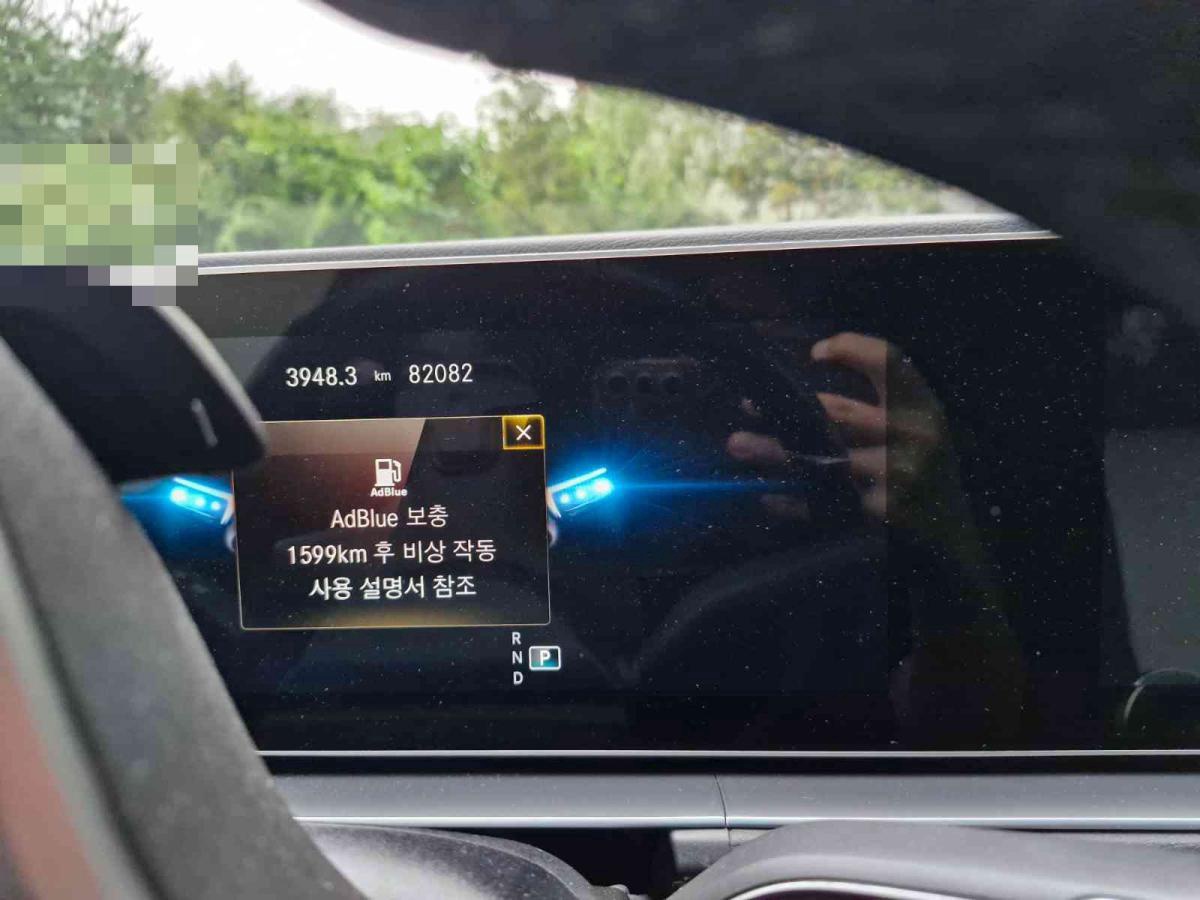 3948.3 km 82082
AdBlue
AdBlue 보충
1599km 후 비상 작동
사용 설명서 참조
R
N P
D